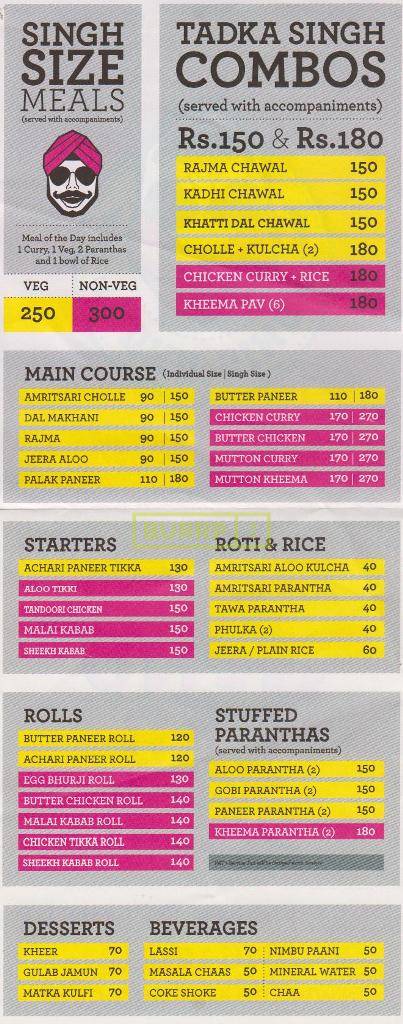 SINGH
SIZE
MEALS
(served with accompaniments)
Meal of the Day includes
1 Curry, 1 Veg, 2 Paranthas
and 1 bowl of Rice
VEG NON-VEG
250 300
TADKA SINGH
COMBOS
(served with accompaniments)
Rs.150 & Rs.180
RAJMA CHAWAL 150
KADHI CHAWAL 150
KHATTI DAL CHAWAL 150
CHOLLE + KULCHA (2) 180
CHICKEN CURRY + RICE 180
KHEEMA PAV (6) 180
MAIN COURSE (Individual Size | Singh Size)
AMRITSARI CHOLLE 90 | 150
DAL MAKHANI 90 | 150
RAJMA 90 | 150
JEERA ALOO 90 | 150
PALAK PANEER 110 | 180
BUTTER PANEER 110 | 180
CHICKEN CURRY 170 | 270
BUTTER CHICKEN 170 | 270
MUTTON CURRY 170 | 270
MUTTON KHEEMA 170 | 270
STARTERS
ACHARI PANEER TIKKA 130
ALOO TIKKI 130
TANDOORI CHICKEN 150
MALAI KABAB 150
SHEEKH KABAB 150
ROTI & RICE
AMRITSARI ALOO KULCHA 40
AMRITSARI PARANTHA 40
TAWA PARANTHA 40
PHULKA (2) 40
JEERA / PLAIN RICE 60
ROLLS
BUTTER PANEER ROLL 120
ACHARI PANEER ROLL 120
EGG BHURJI ROLL 130
BUTTER CHICKEN ROLL 140
MALAI KABAB ROLL 140
CHICKEN TIKKA ROLL 140
SHEEKH KABAB ROLL 140
STUFFED
PARANTHAS
(served with accompaniments)
ALOO PARANTHA (2) 150
GOBI PARANTHA (2) 150
PANEER PARANTHA (2) 150
KHEEMA PARANTHA (2) 180
DESSERTS
KHEER 70
GULAB JAMUN 70
MATKA KULFI 70
BEVERAGES
LASSI 70
MASALA CHAAS 50
COKE SHOKE 50
NIMBU PAANI 50
MINERAL WATER 50
CHAA 50